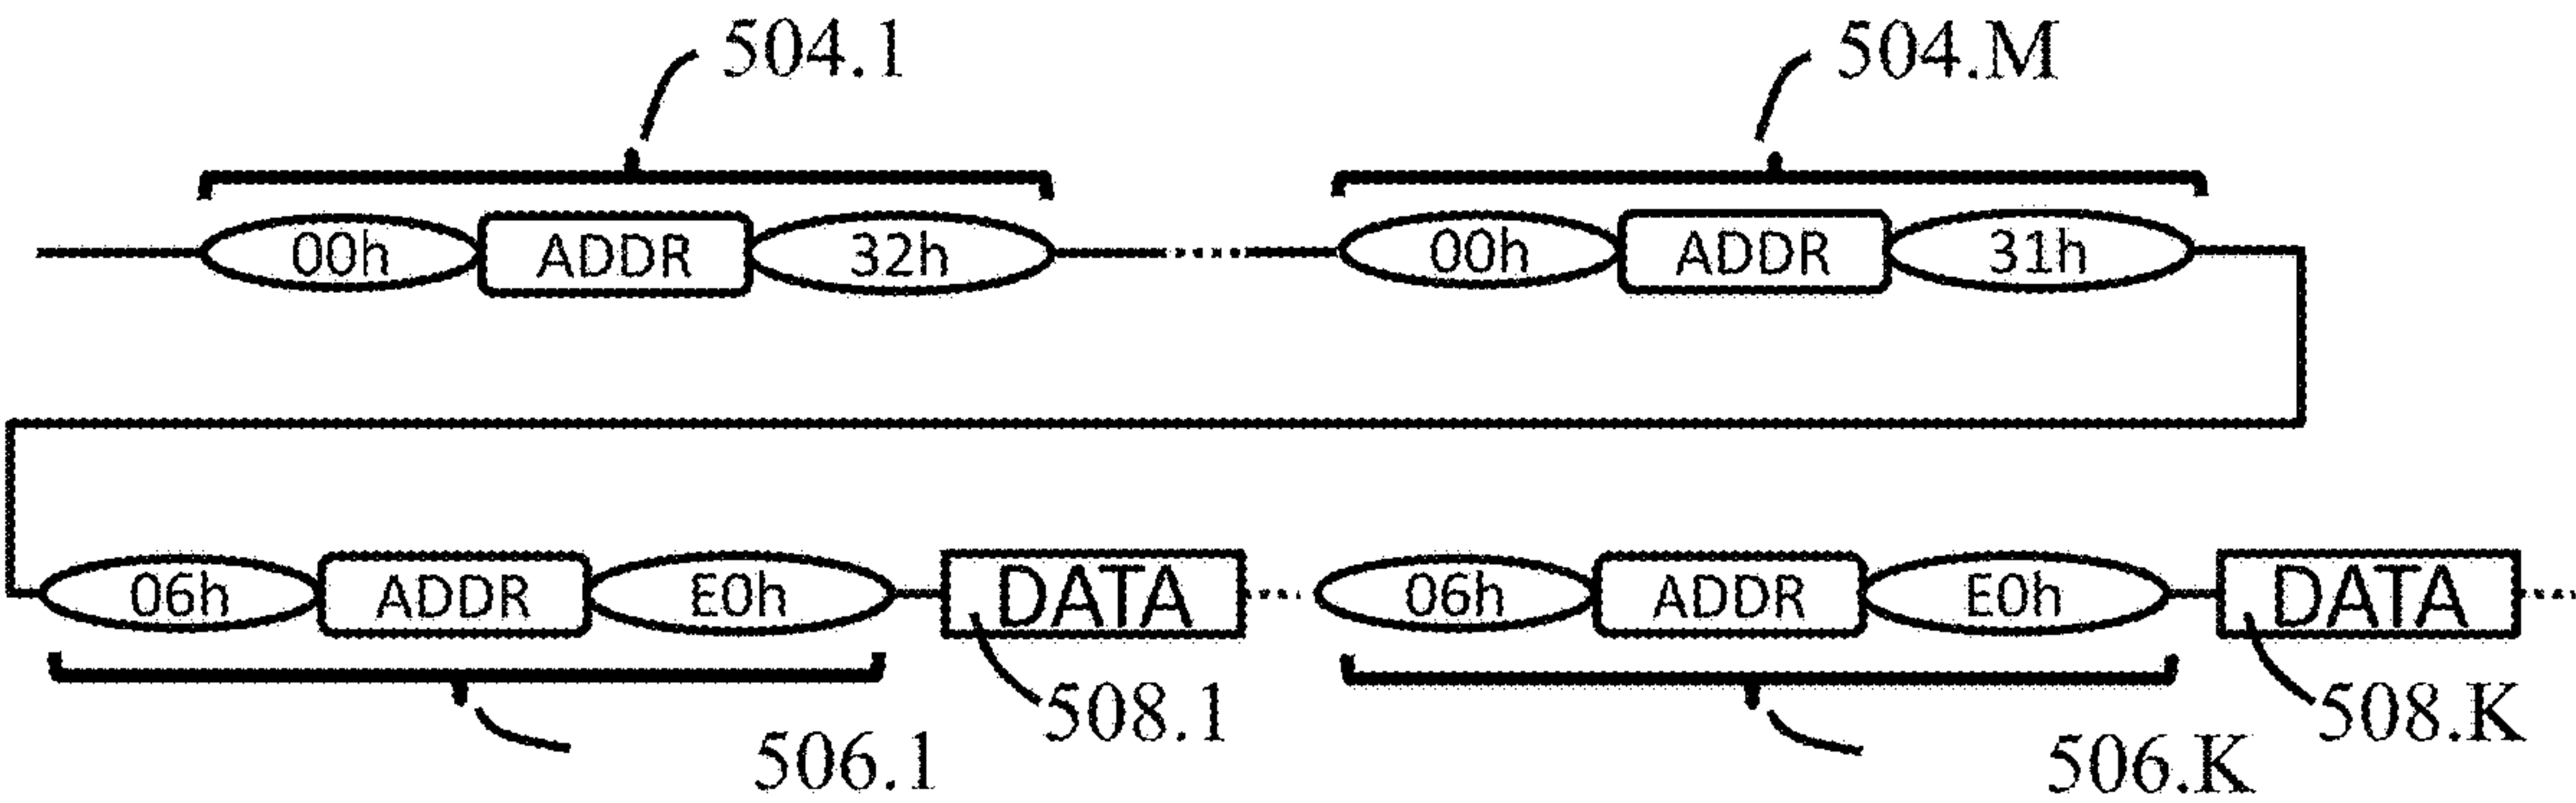 504.1 504.M
00h ADDR 32h 00h ADDR 31h
06h ADDR E0h DATA 06h ADDR E0h DATA
508.1 508.K
506.1 506.K